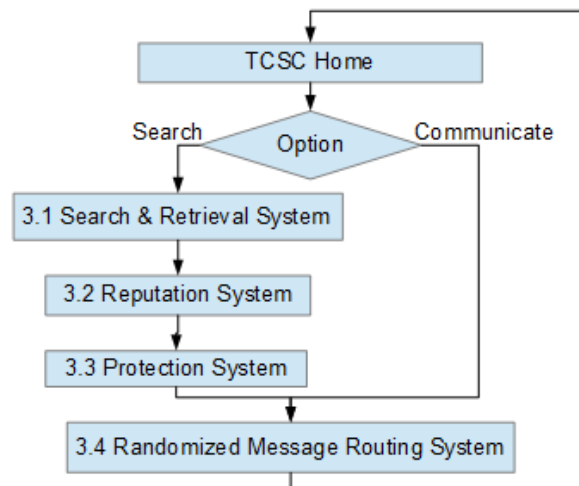 TCSC Home
Search
Communicate
Option
3.1 Search & Retrieval System
3.2 Reputation System
3.3 Protection System
3.4 Randomized Message Routing System